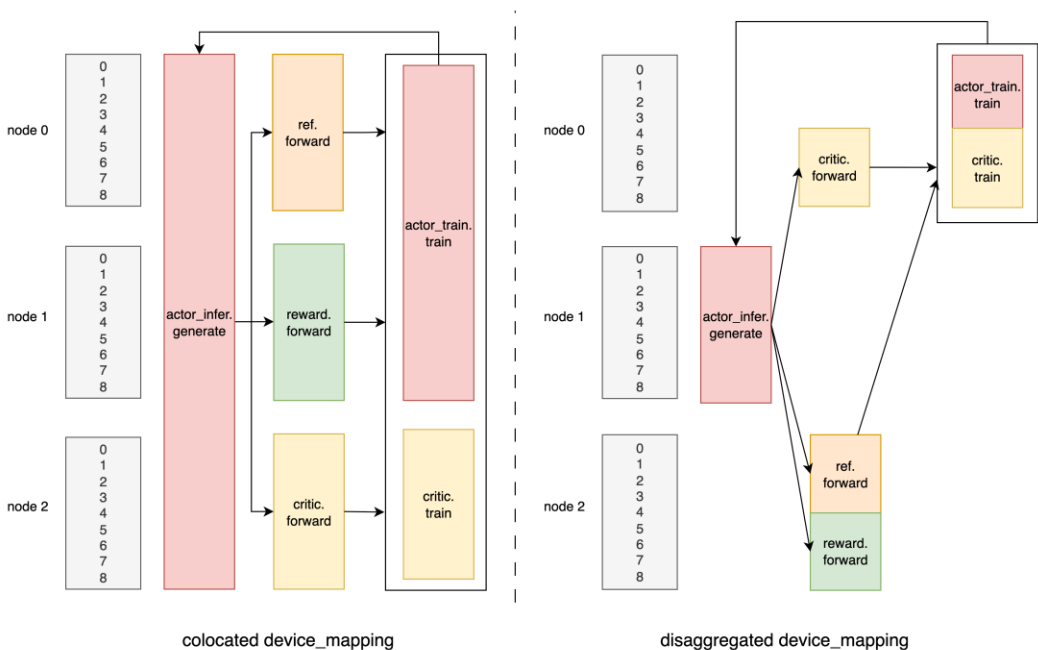 node 0
0
1
2
3
4
5
6
7
8
node 1
0
1
2
3
4
5
6
7
8
node 2
0
1
2
3
4
5
6
7
8
actor_infer.
generate
ref.
forward
reward.
forward
critic.
forward
actor_train.
train
critic.
train
colocated device_mapping
node 0
0
1
2
3
4
5
6
7
8
node 1
0
1
2
3
4
5
6
7
8
node 2
0
1
2
3
4
5
6
7
8
actor_infer.
generate
critic.
forward
ref.
forward
reward.
forward
actor_train.
train
critic.
train
disaggregated device_mapping